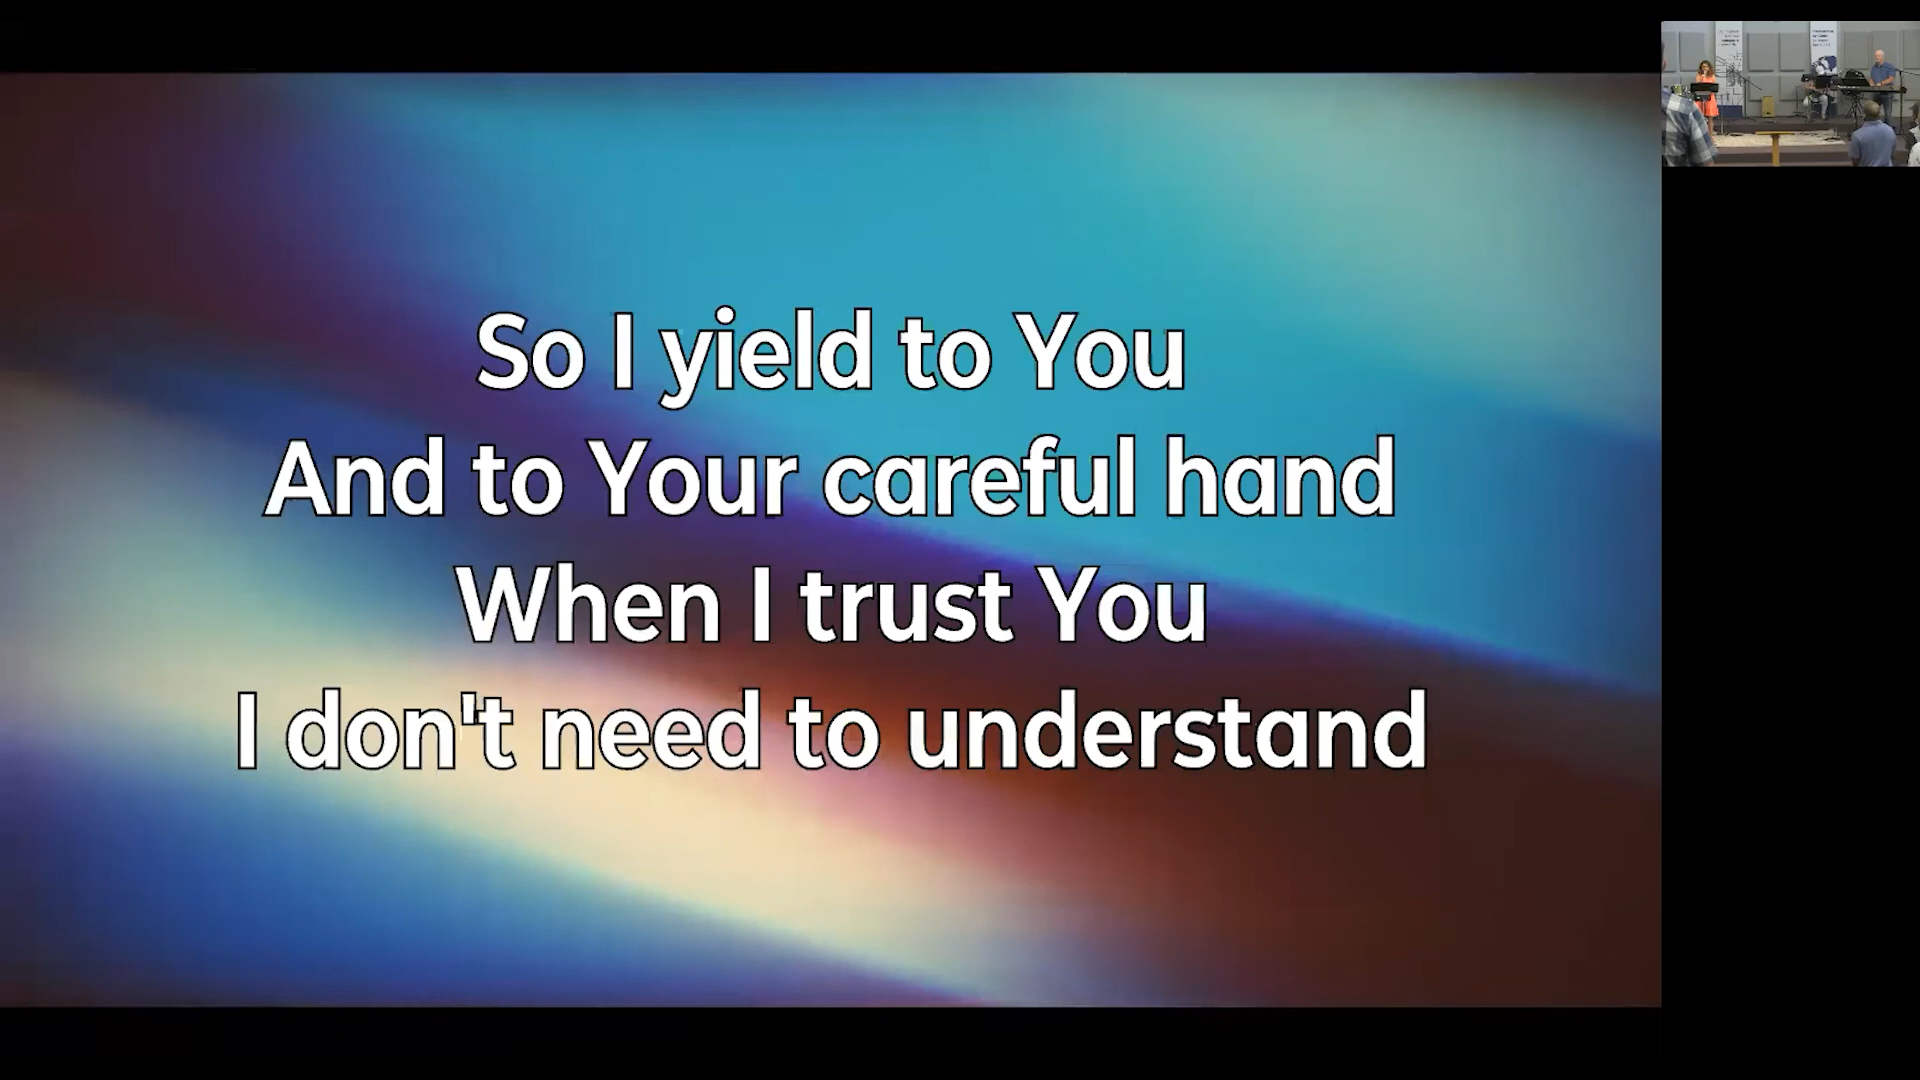 So I yield to You
And to Your careful hand
When I trust You
I don't need to understand